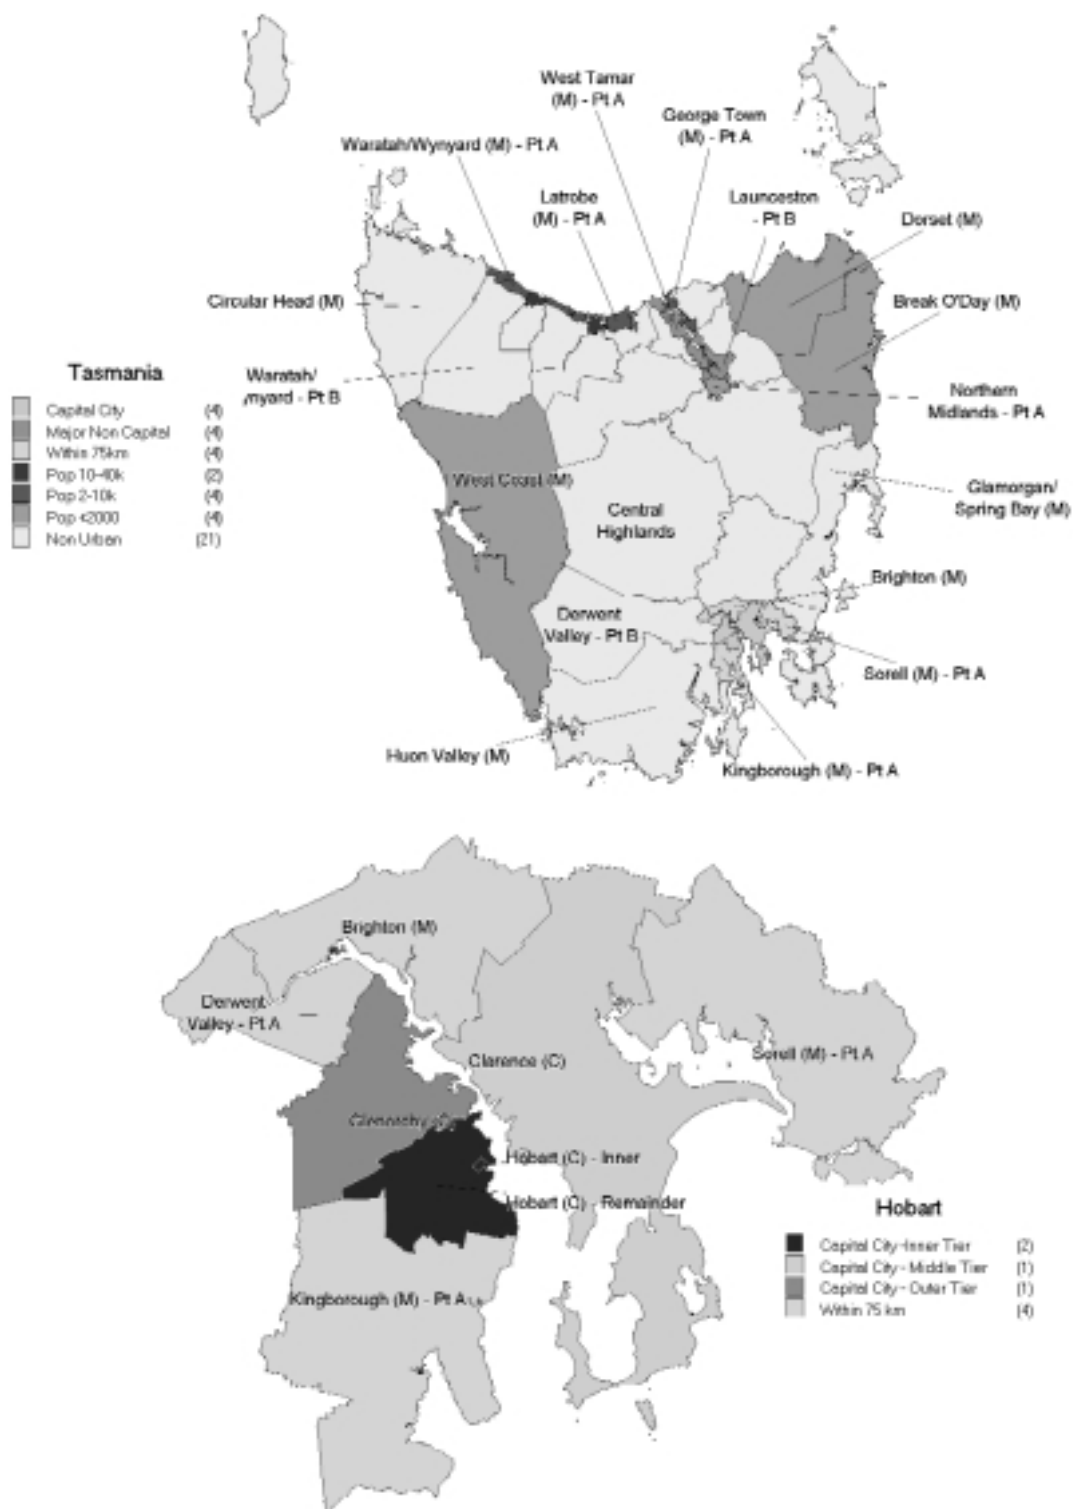 West Tamar
(M) - Pt A
George Town
(M) - Pt A
Waratah/Wynyard (M) - Pt A
Latrobe
(M) - Pt A
Launceston
- Pt B
Dorset (M)
Circular Head (M)
Break O'Day (M)
Tasmania
Capital City (4)
Major Non Capital (4)
Within 75km (4)
Pop 10-40k (2)
Pop 2-10k (4)
Pop <2000 (4)
Non Urban (21)
Waratah/
ynyard - Pt B
Northern
Midlands - Pt A
West Coast (M)
Glamorgan/
Spring Bay (M)
Central
Highlands
Brighton (M)
Derwent
Valley - Pt B
Sorell (M) - Pt A
Huon Valley (M)
Kingborough (M) - Pt A
Brighton (M)
Derwent
Valley - Pt A
Clarence (C)
Sorell (M) - Pt A
Glenorchy (C)
Hobart (C) - Inner
Hobart (C) - Remainder
Kingborough (M) - Pt A
Hobart
Capital City-Inner Tier (2)
Capital City - Middle Tier (1)
Capital City - Outer Tier (1)
Within 75 km (4)